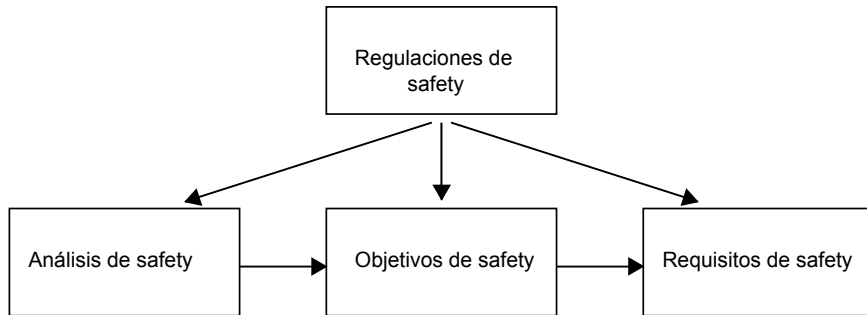 Regulaciones de
safety
Análisis de safety
Objetivos de safety
Requisitos de safety